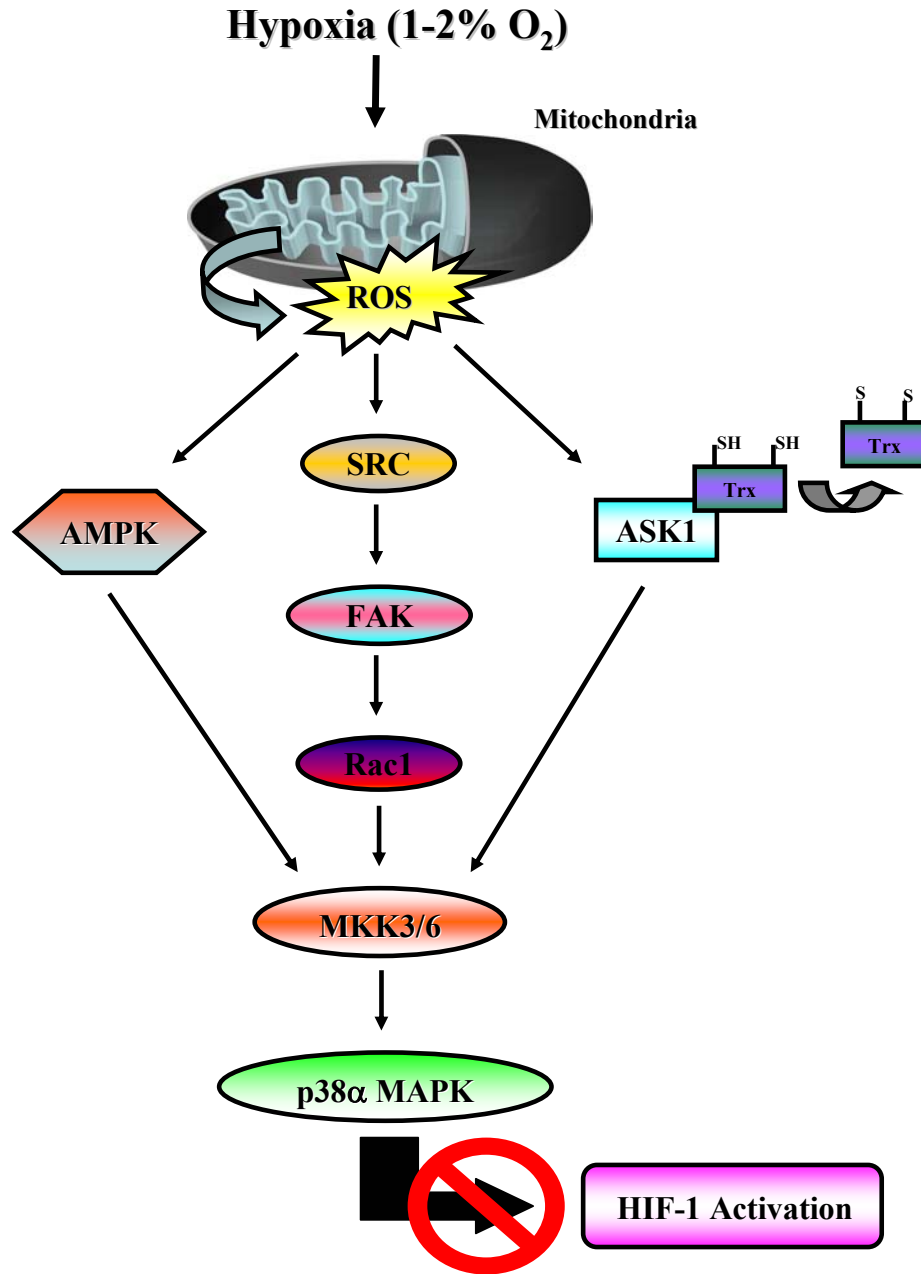 Hypoxia (1-2% O₂)
Mitochondria
ROS
S S
SH SH
Trx
Trx
SRC
AMPK
ASK1
FAK
Rac1
MKK3/6
p38α MAPK
HIF-1 Activation